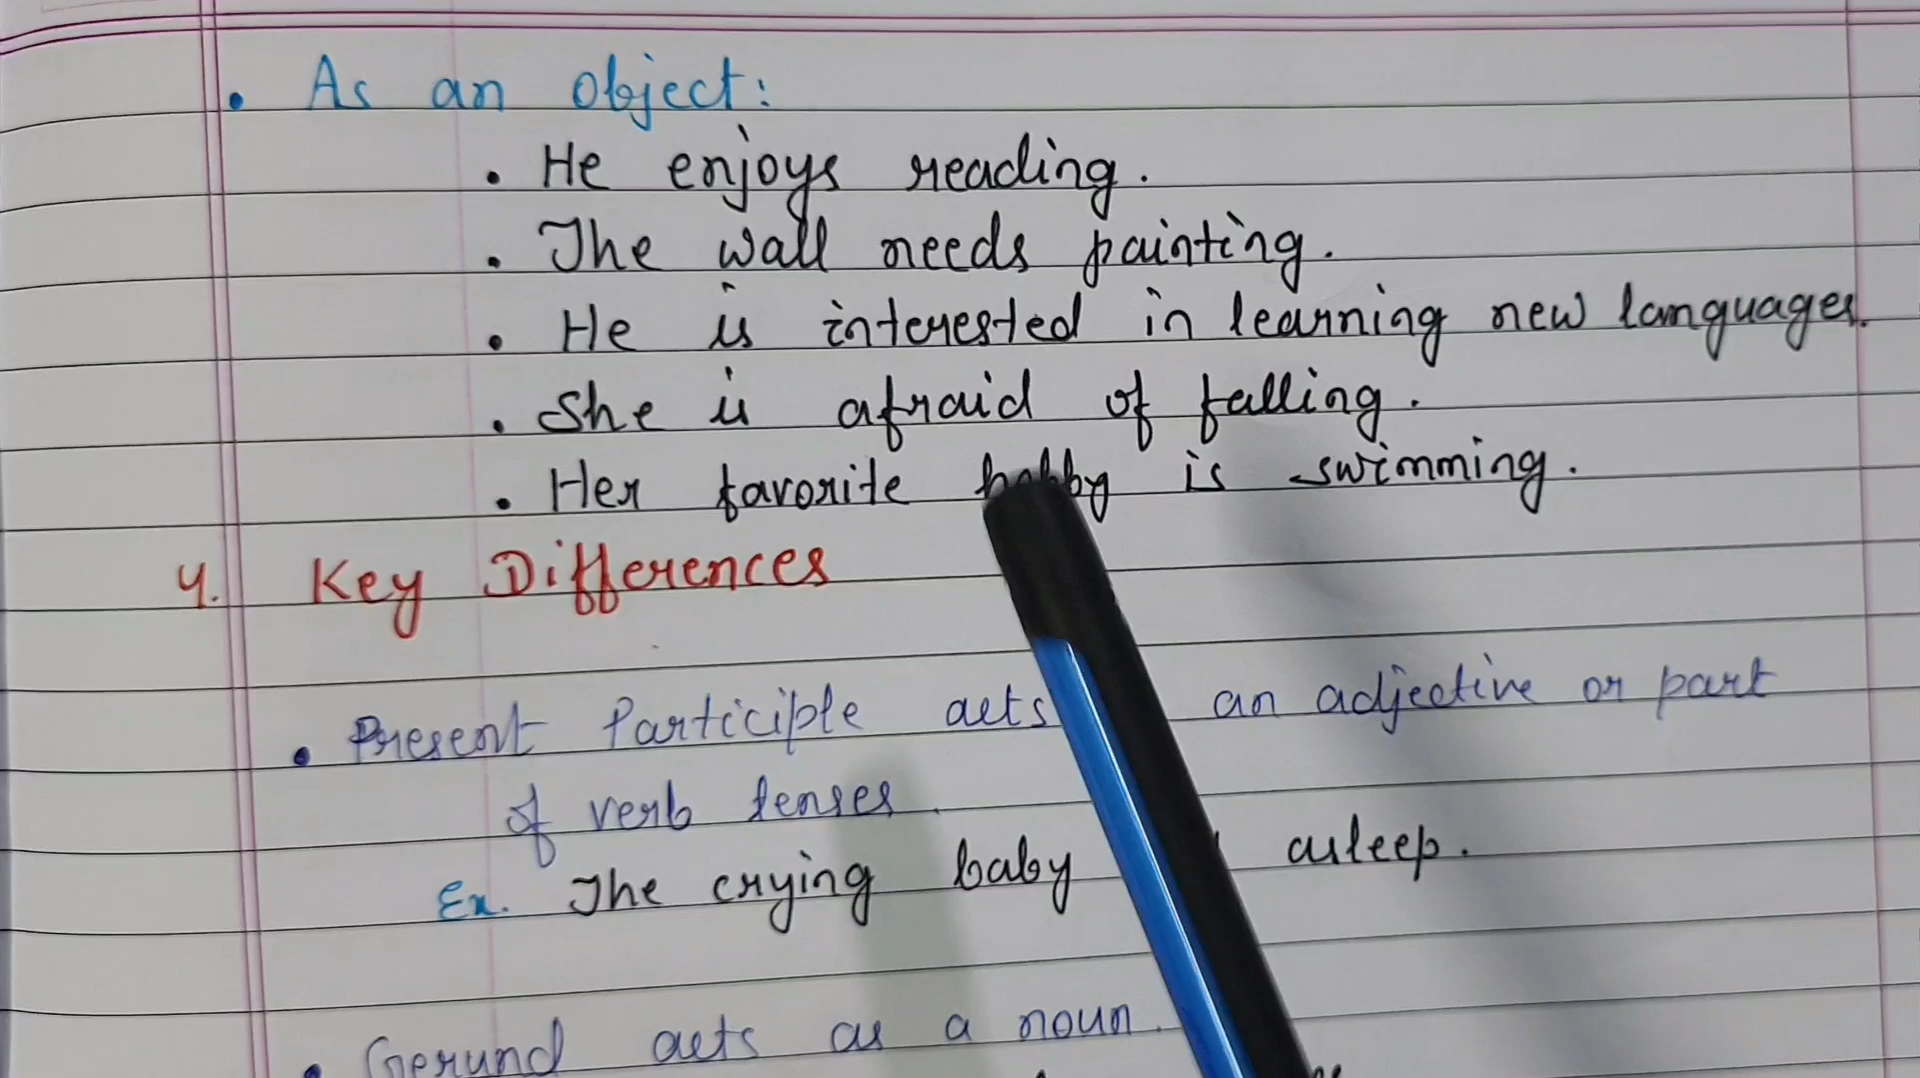 • As an object:
• He enjoys reading.
• The wall needs painting.
• He is interested in learning new languages.
• She is afraid of falling.
• Her favorite hobby is swimming.
4. Key Differences
• Present Participle acts an adjective or part
of verb tenses.
Ex. The crying baby asleep.
• Gerund acts as a noun.